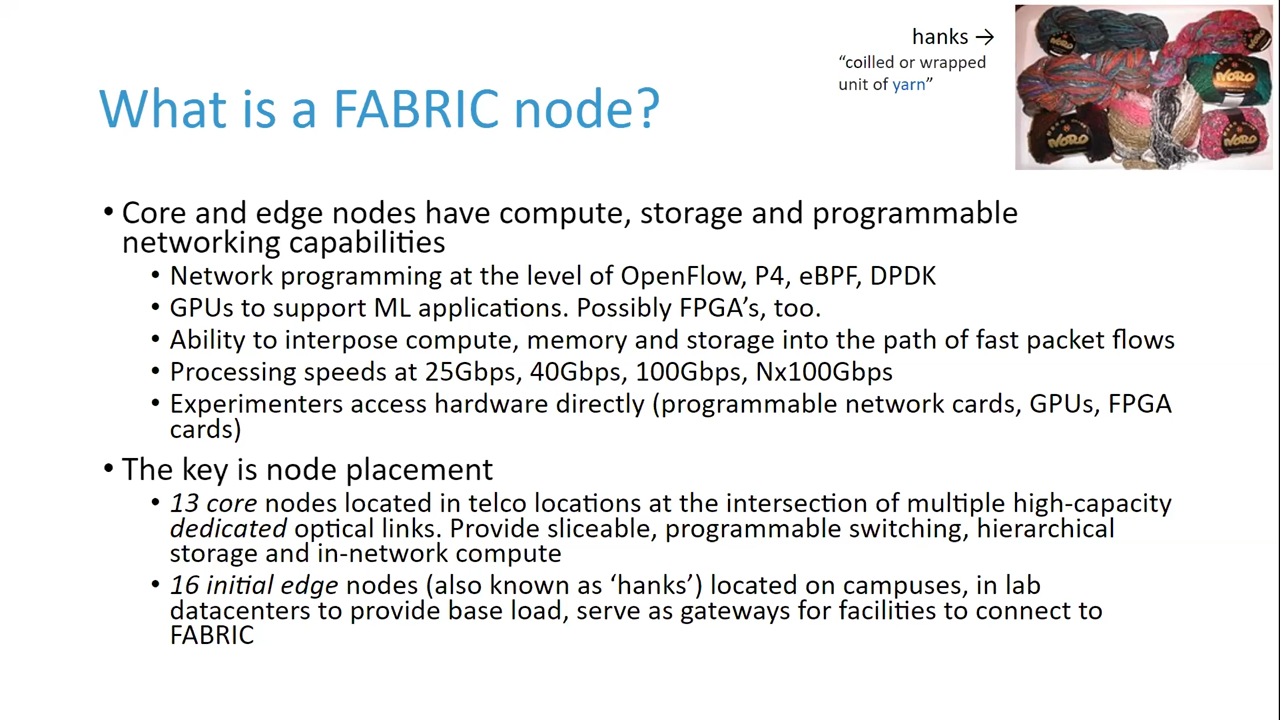 hanks →
“coilled or wrapped
unit of yarn”
NORO
NORO
NORO
What is a FABRIC node?
• Core and edge nodes have compute, storage and programmable
networking capabilities
• Network programming at the level of OpenFlow, P4, eBPF, DPDK
• GPUs to support ML applications. Possibly FPGA’s, too.
• Ability to interpose compute, memory and storage into the path of fast packet flows
• Processing speeds at 25Gbps, 40Gbps, 100Gbps, Nx100Gbps
• Experimenters access hardware directly (programmable network cards, GPUs, FPGA
cards)
• The key is node placement
• 13 core nodes located in telco locations at the intersection of multiple high-capacity
dedicated optical links. Provide sliceable, programmable switching, hierarchical
storage and in-network compute
• 16 initial edge nodes (also known as ‘hanks’) located on campuses, in lab
datacenters to provide base load, serve as gateways for facilities to connect to
FABRIC